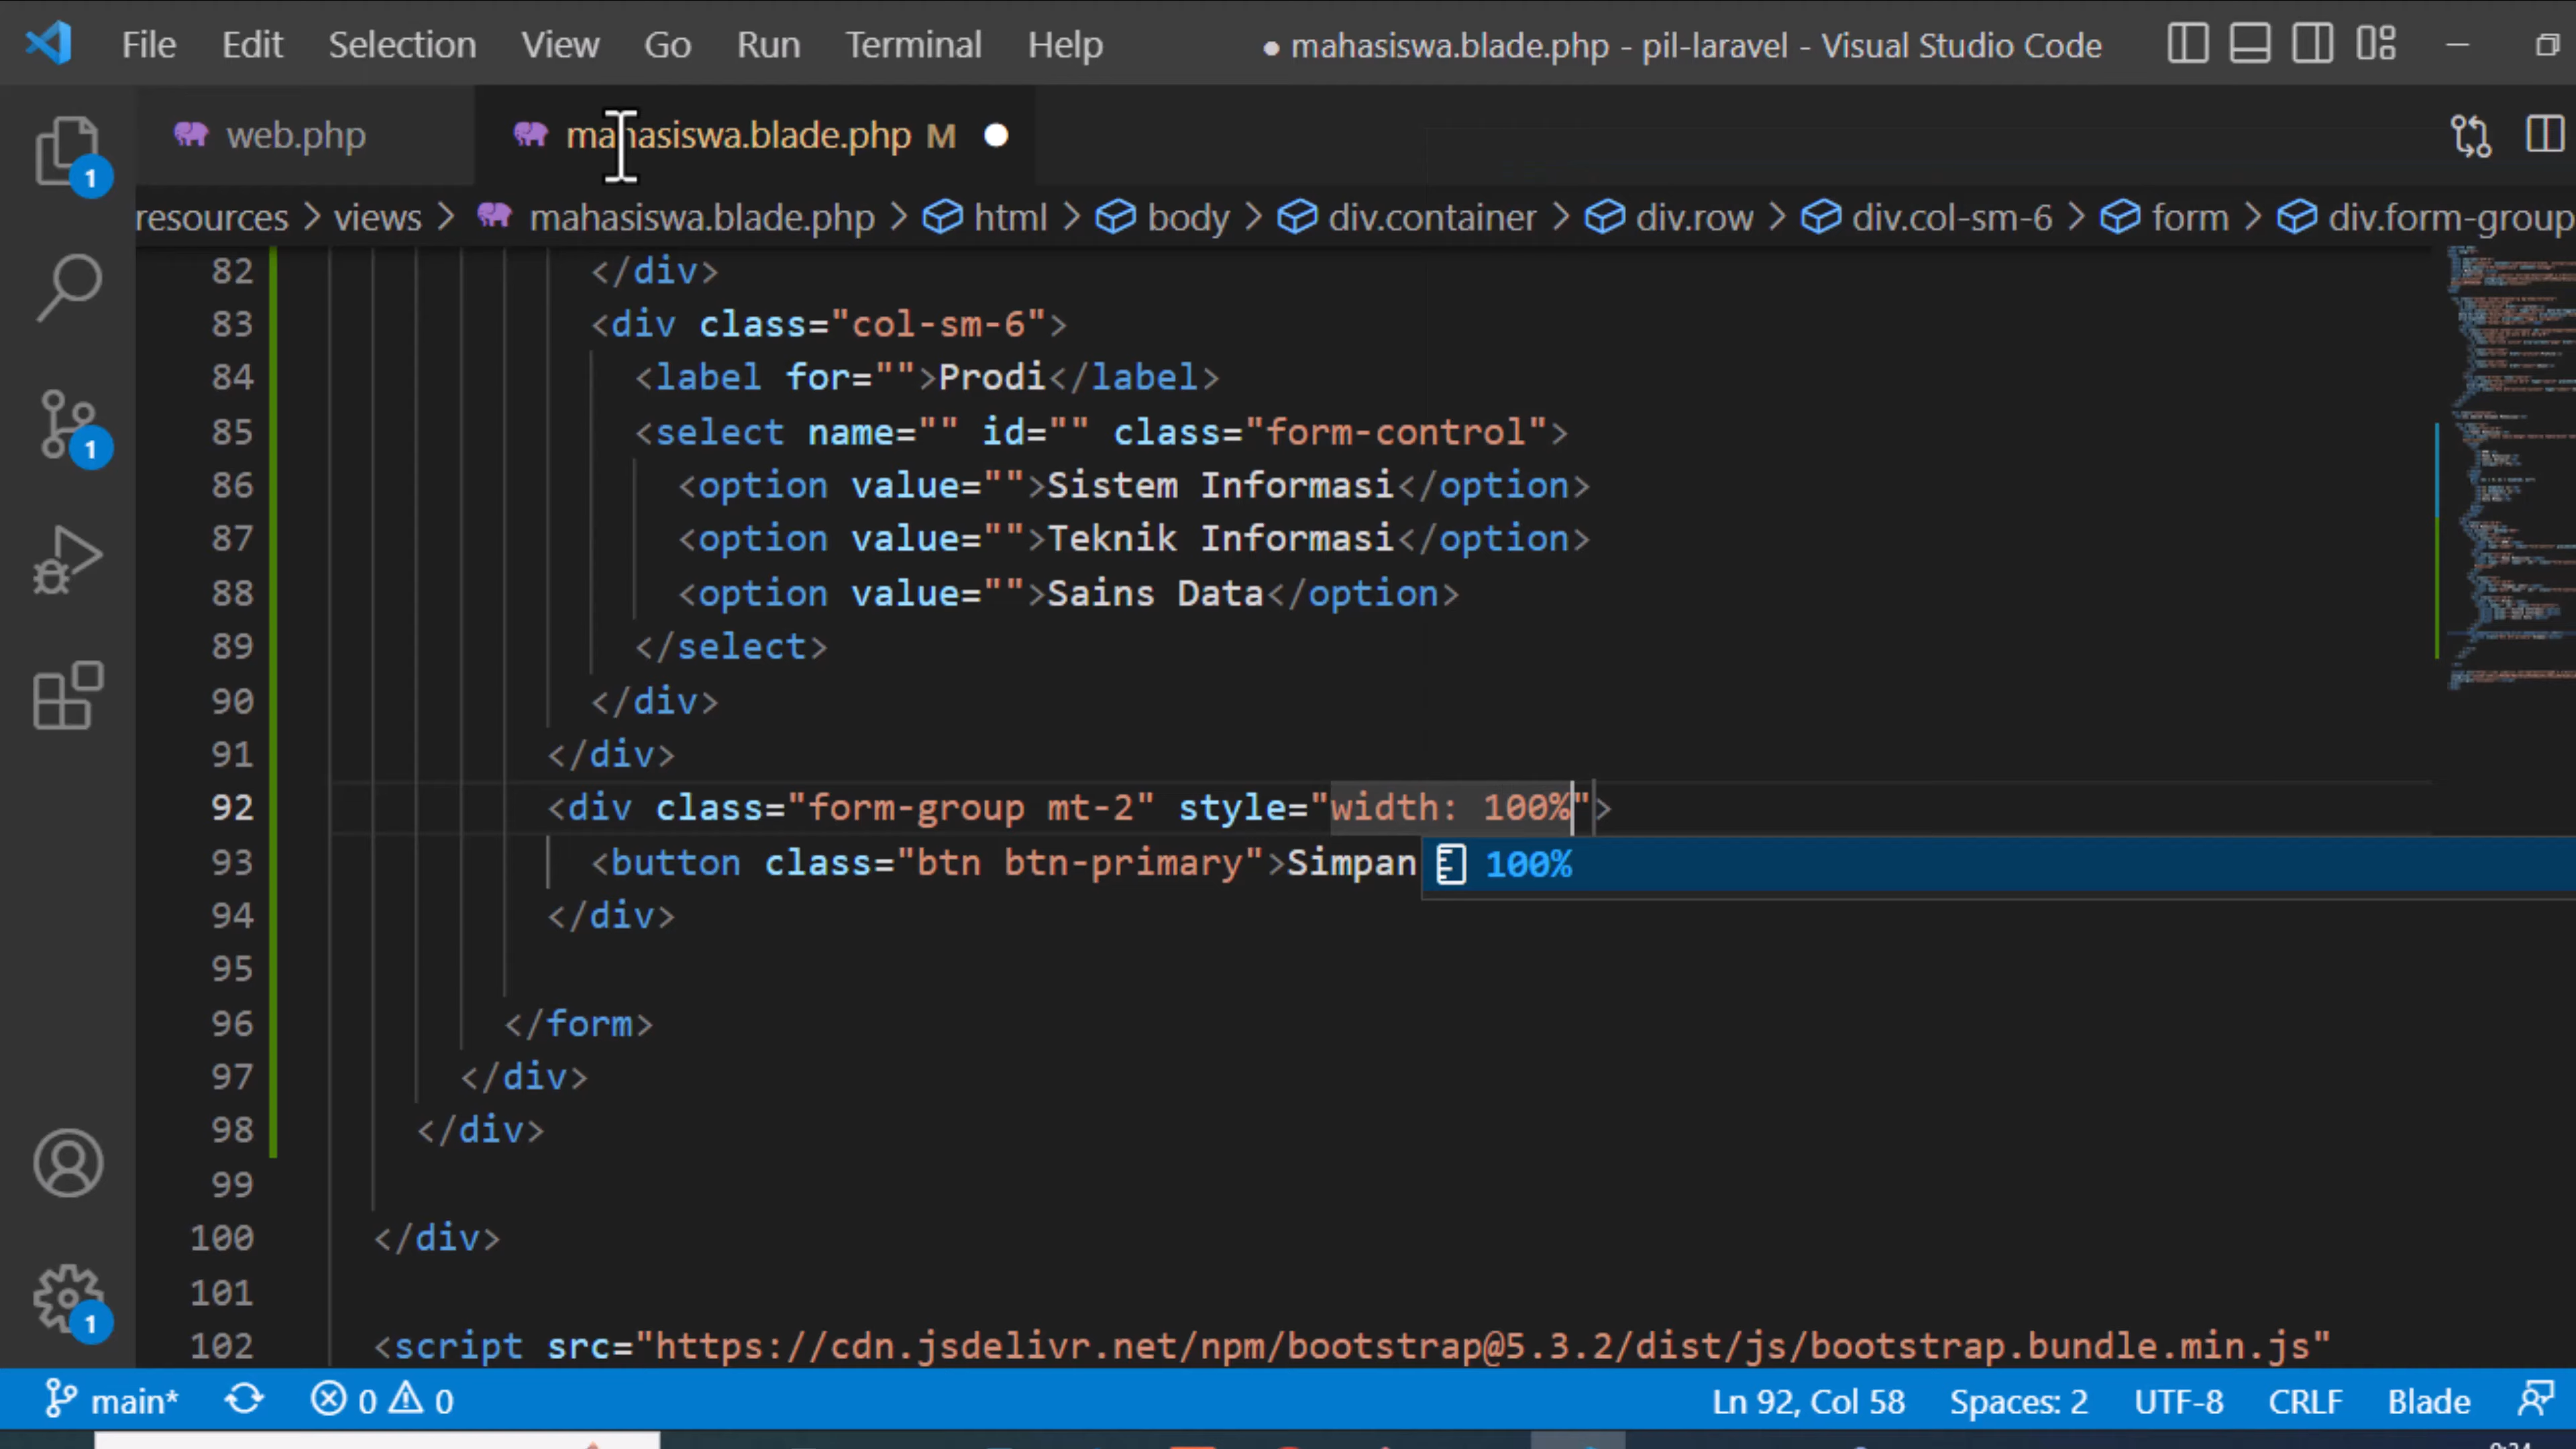 File Edit Selection View Go Run Terminal Help ● mahasiswa.blade.php - pil-laravel - Visual Studio Code
web.php mahasiswa.blade.php M
resources > views > mahasiswa.blade.php > html > body > div.container > div.row > div.col-sm-6 > form > div.form-group
82 </div>
83 <div class="col-sm-6">
84 <label for="">Prodi</label>
85 <select name="" id="" class="form-control">
86 <option value="">Sistem Informasi</option>
87 <option value="">Teknik Informasi</option>
88 <option value="">Sains Data</option>
89 </select>
90 </div>
91 </div>
92 <div class="form-group mt-2" style="width: 100%">
93 <button class="btn btn-primary">Simpan 100%
94 </div>
95
96 </form>
97 </div>
98 </div>
99
100 </div>
101
102 <script src="https://cdn.jsdelivr.net/npm/bootstrap@5.3.2/dist/js/bootstrap.bundle.min.js"
1
1
1
main* 0 0 Ln 92, Col 58 Spaces: 2 UTF-8 CRLF Blade